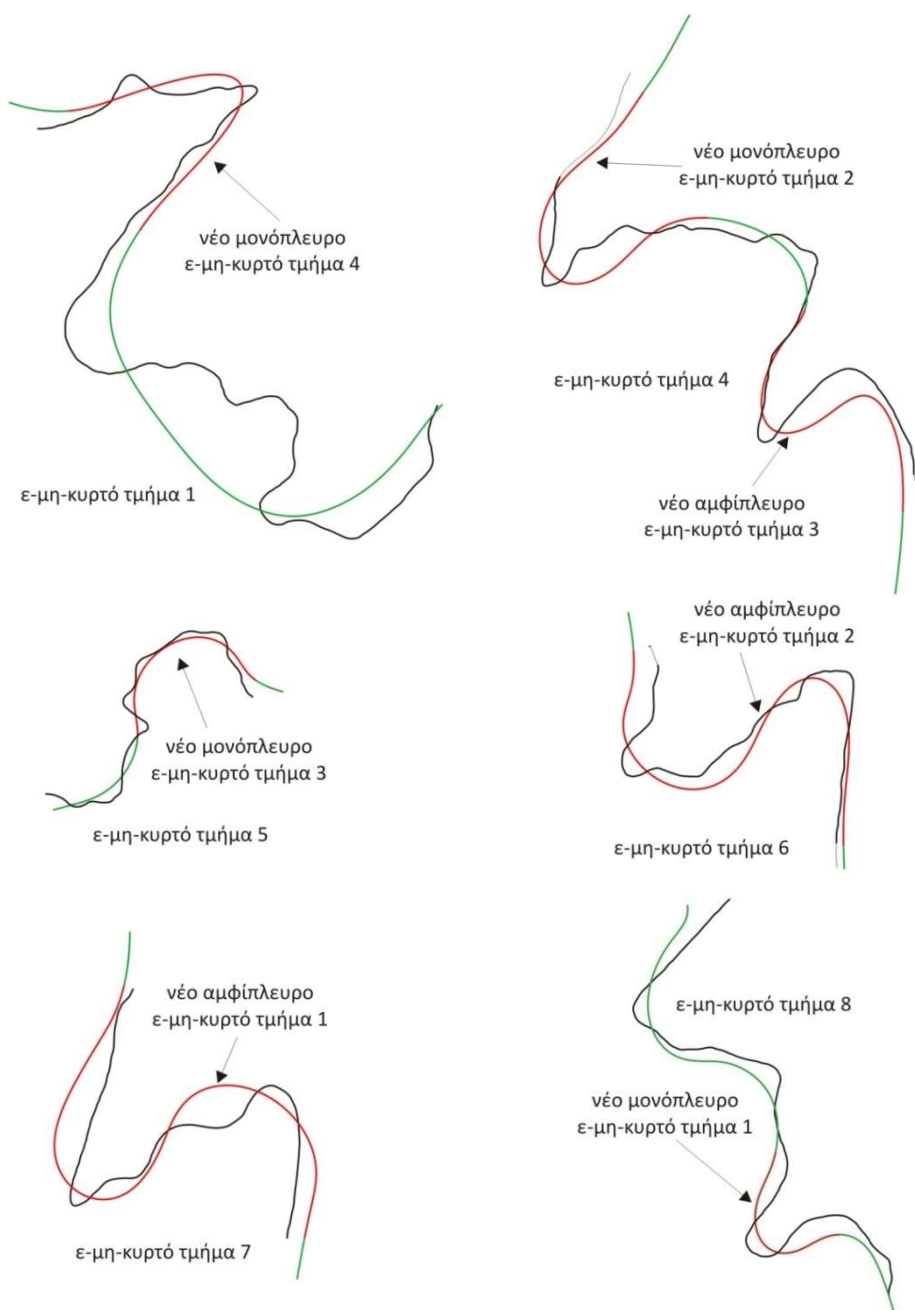 νέο μονόπλευρο
ε-μη-κυρτό τμήμα 4
ε-μη-κυρτό τμήμα 1
νέο μονόπλευρο
ε-μη-κυρτό τμήμα 2
ε-μη-κυρτό τμήμα 4
νέο αμφίπλευρο
ε-μη-κυρτό τμήμα 3
νέο μονόπλευρο
ε-μη-κυρτό τμήμα 3
ε-μη-κυρτό τμήμα 5
νέο αμφίπλευρο
ε-μη-κυρτό τμήμα 2
ε-μη-κυρτό τμήμα 6
νέο αμφίπλευρο
ε-μη-κυρτό τμήμα 1
ε-μη-κυρτό τμήμα 7
ε-μη-κυρτό τμήμα 8
νέο μονόπλευρο
ε-μη-κυρτό τμήμα 1